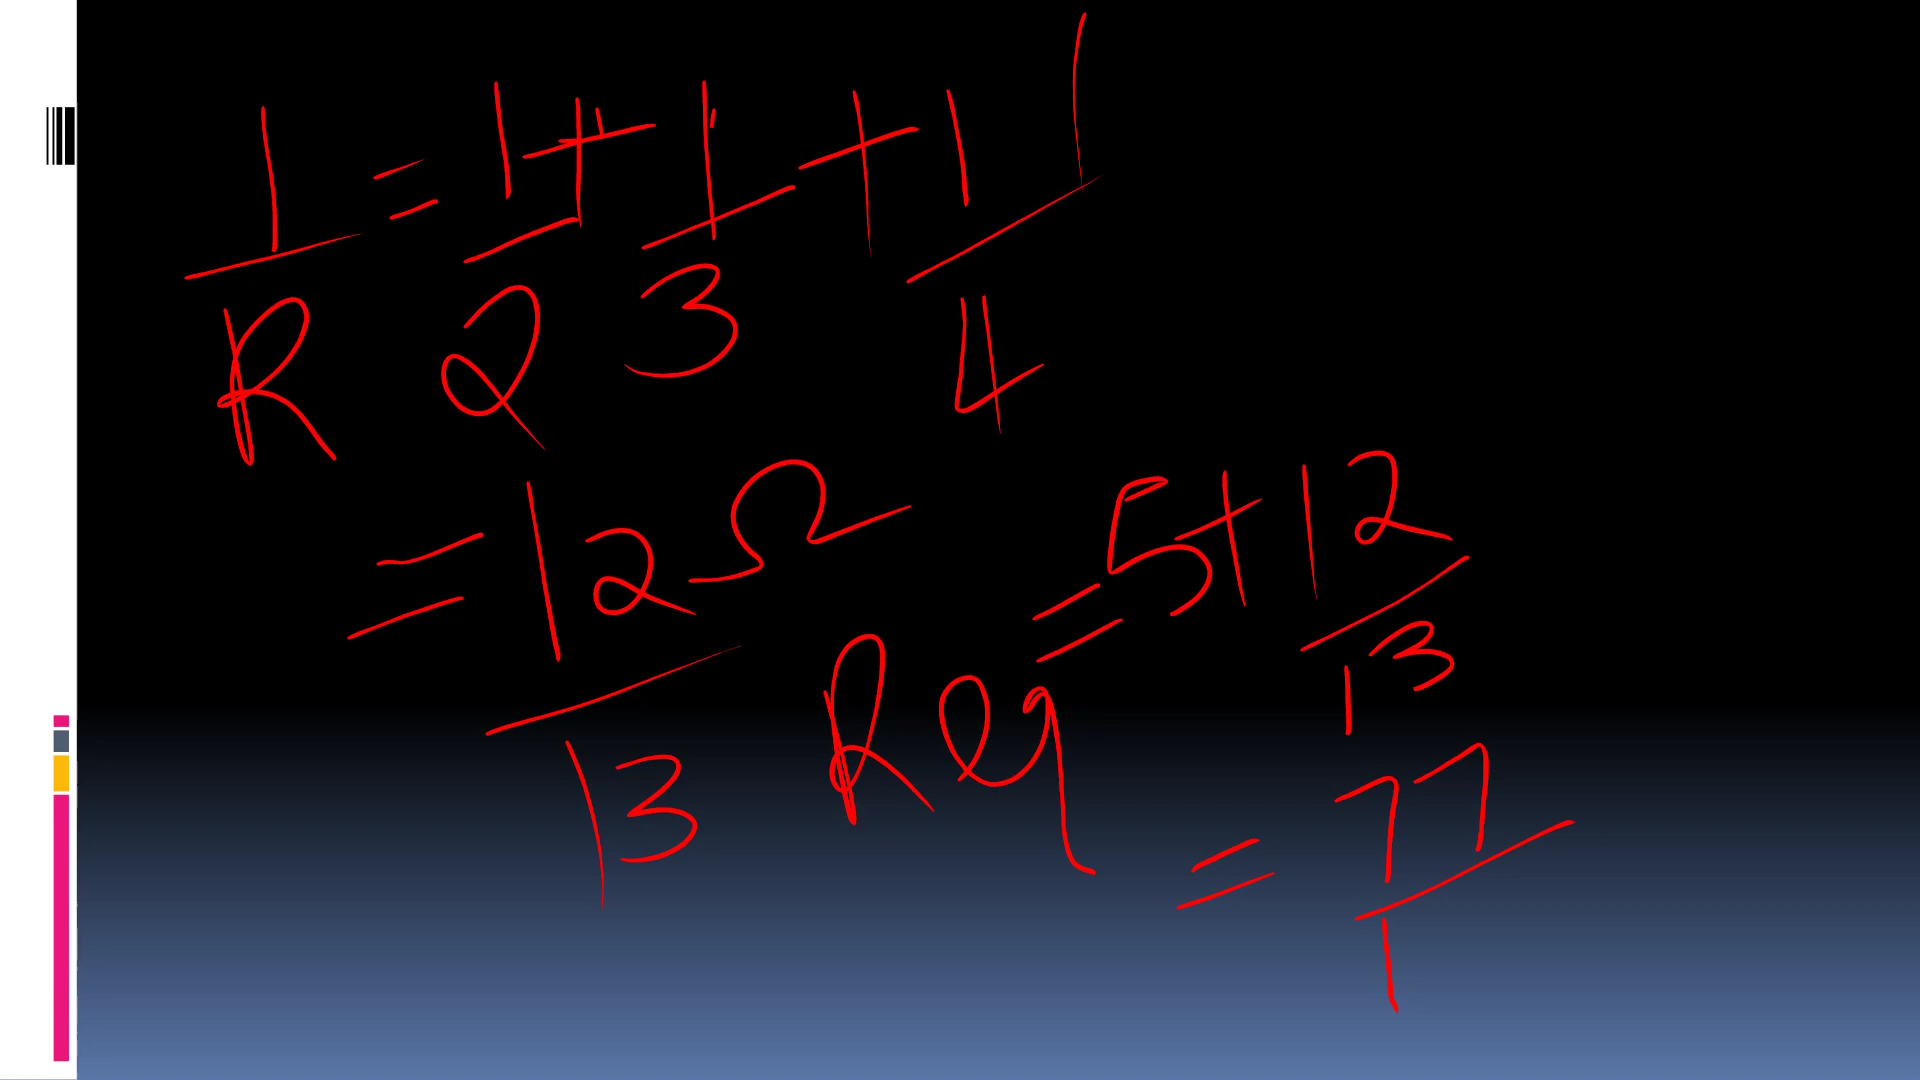 1/R = 1/2 + 1/3 + 1/4
= 12/13 Ω
Req = 5 + 12/13
= 77/1